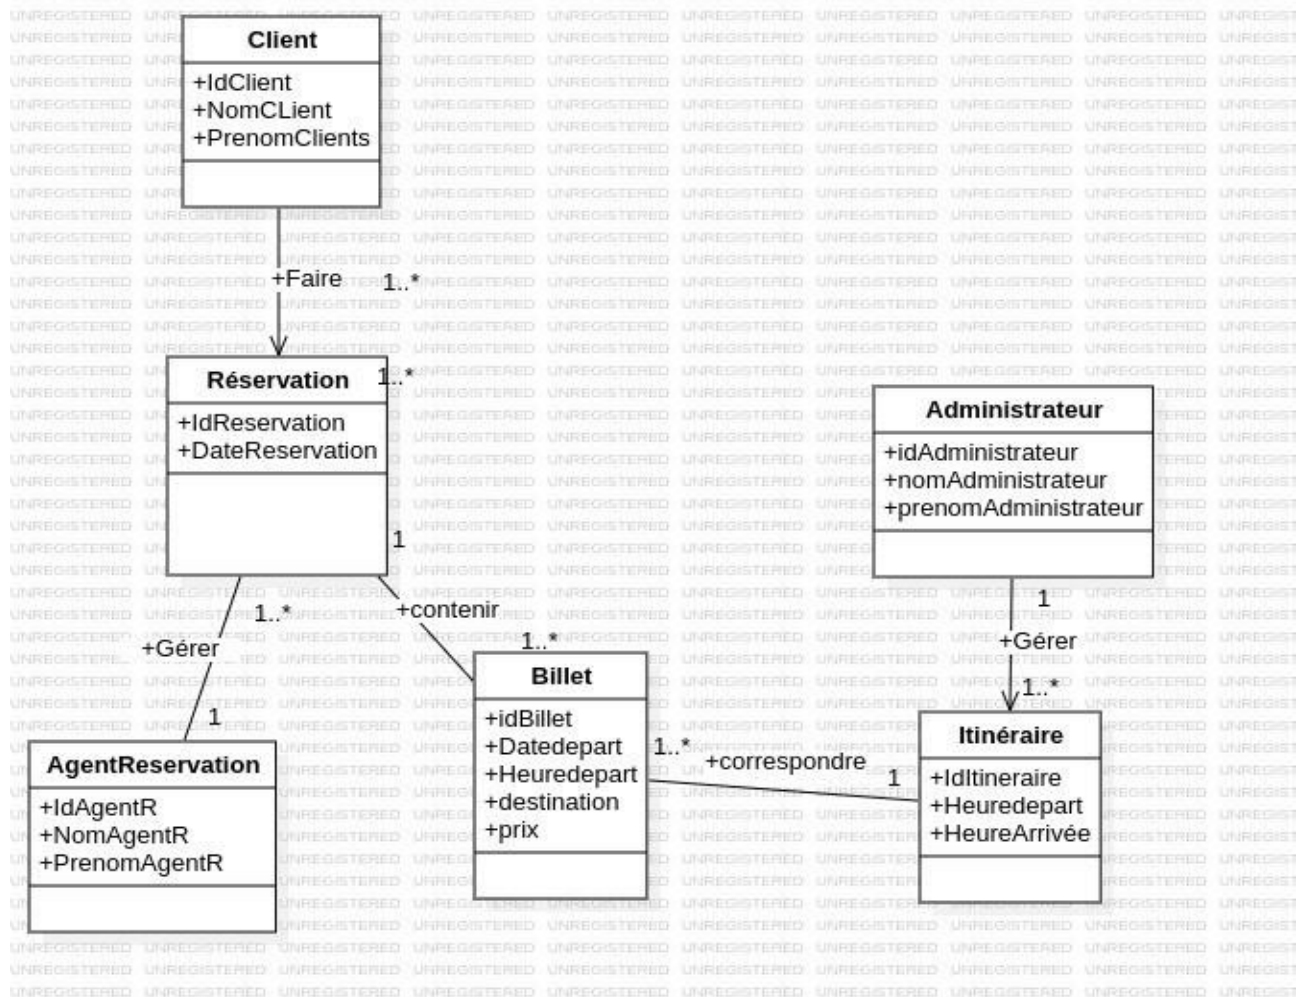 Client
+IdClient
+NomCLient
+PrenomClients
+Faire
1..*
Réservation
1..*
+IdReservation
+DateReservation
1
1..*
+Gérer
1
+contenir
1..*
AgentReservation
+IdAgentR
+NomAgentR
+PrenomAgentR
Billet
+idBillet
+Datedepart
+Heuredepart
+destination
+prix
1..*
+correspondre
1
Administrateur
+idAdministrateur
+nomAdministrateur
+prenomAdministrateur
1
+Gérer
1..*
Itinéraire
+IdItineraire
+Heuredepart
+HeureArrivée
UNREGISTERED